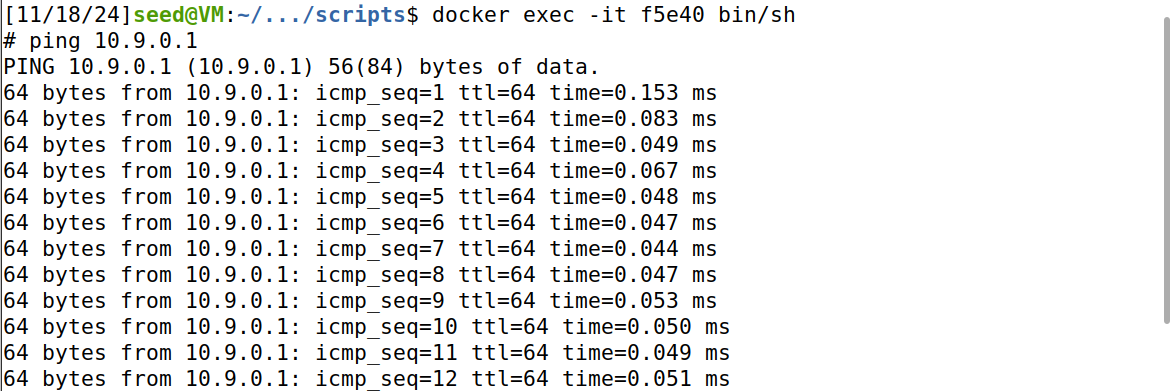 [11/18/24]seed@VM:~/.../scripts$ docker exec -it f5e40 bin/sh
# ping 10.9.0.1
PING 10.9.0.1 (10.9.0.1) 56(84) bytes of data.
64 bytes from 10.9.0.1: icmp_seq=1 ttl=64 time=0.153 ms
64 bytes from 10.9.0.1: icmp_seq=2 ttl=64 time=0.083 ms
64 bytes from 10.9.0.1: icmp_seq=3 ttl=64 time=0.049 ms
64 bytes from 10.9.0.1: icmp_seq=4 ttl=64 time=0.067 ms
64 bytes from 10.9.0.1: icmp_seq=5 ttl=64 time=0.048 ms
64 bytes from 10.9.0.1: icmp_seq=6 ttl=64 time=0.047 ms
64 bytes from 10.9.0.1: icmp_seq=7 ttl=64 time=0.044 ms
64 bytes from 10.9.0.1: icmp_seq=8 ttl=64 time=0.047 ms
64 bytes from 10.9.0.1: icmp_seq=9 ttl=64 time=0.053 ms
64 bytes from 10.9.0.1: icmp_seq=10 ttl=64 time=0.050 ms
64 bytes from 10.9.0.1: icmp_seq=11 ttl=64 time=0.049 ms
64 bytes from 10.9.0.1: icmp_seq=12 ttl=64 time=0.051 ms